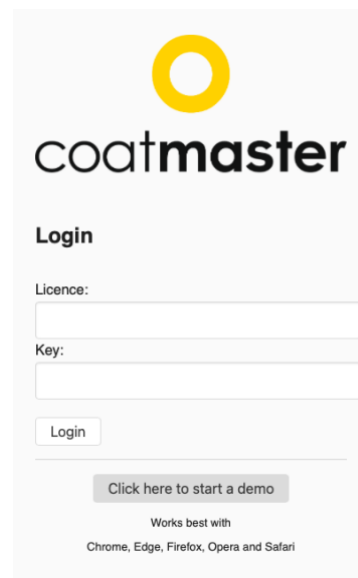 coatmaster
Login
Licence:
Key:
Login
Click here to start a demo
Works best with
Chrome, Edge, Firefox, Opera and Safari